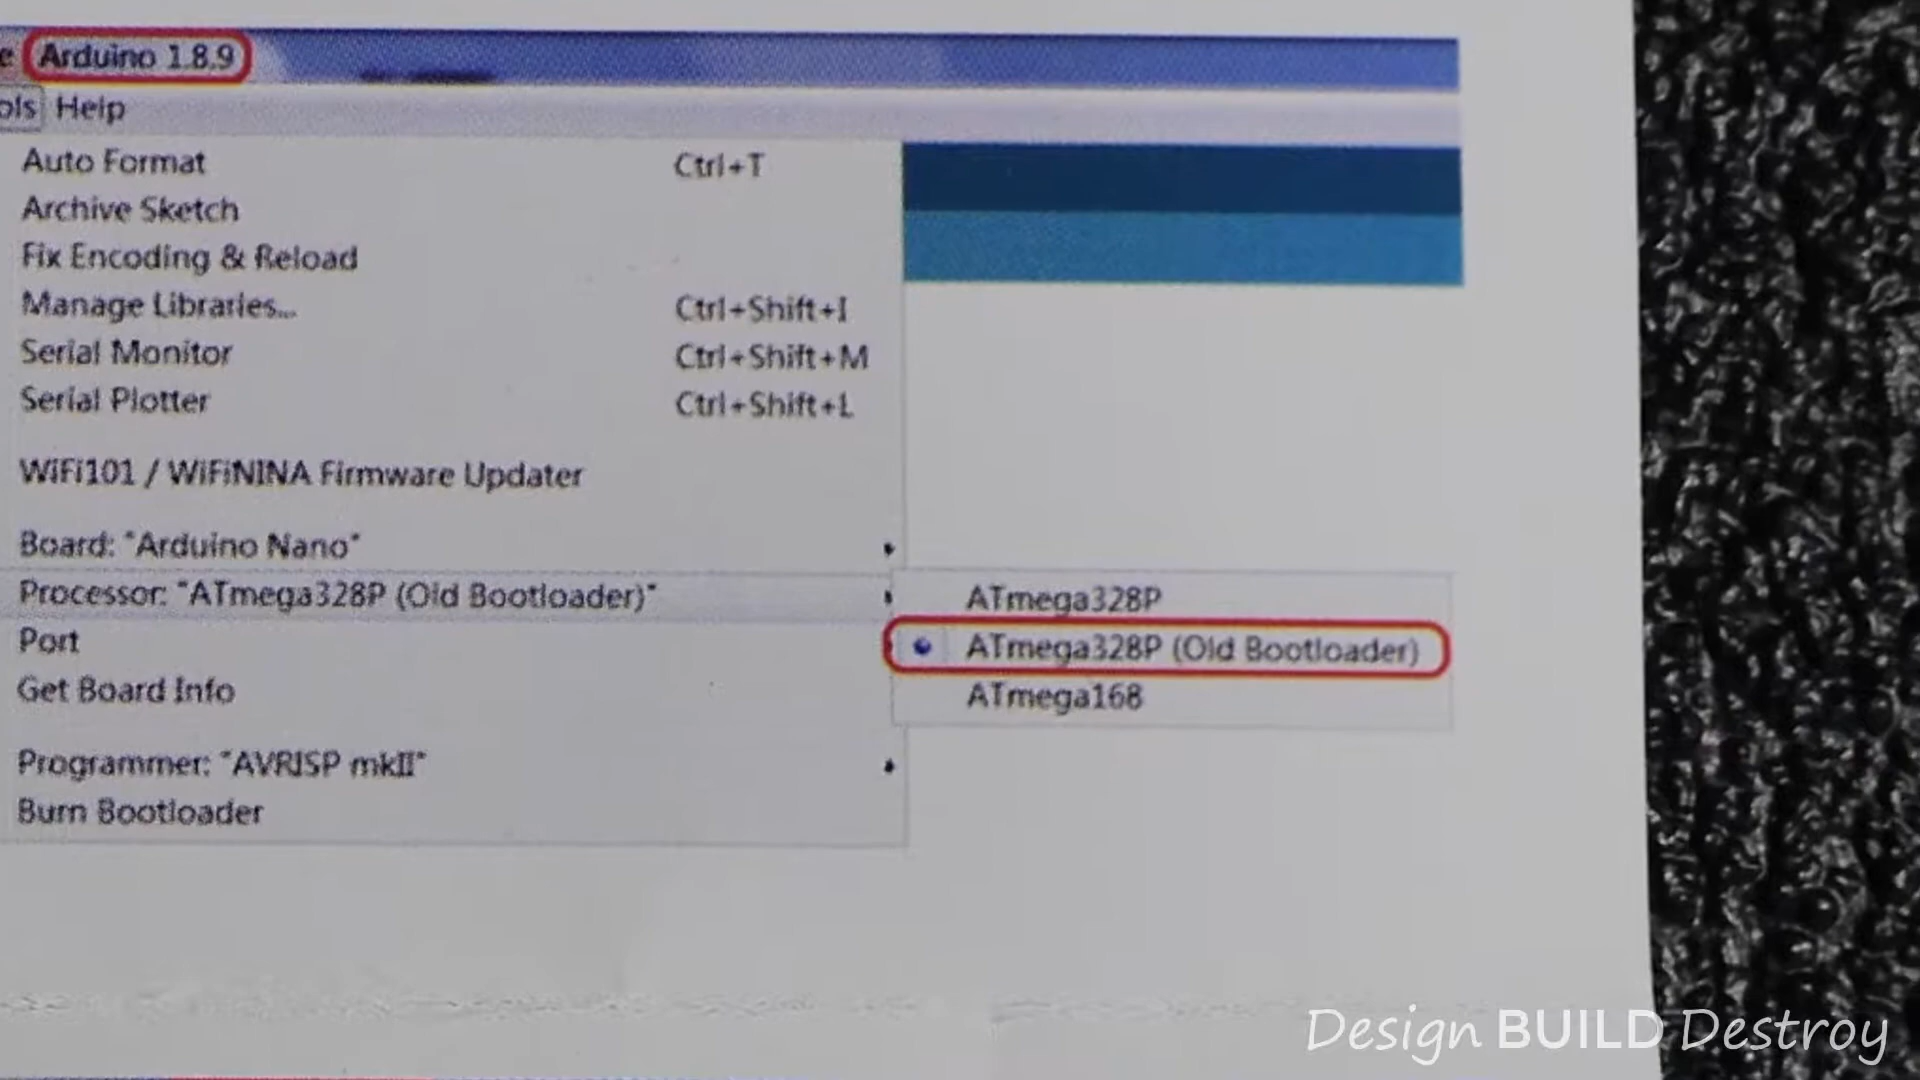 e Arduino 1.8.9
ols Help
Auto Format Ctrl+T
Archive Sketch
Fix Encoding & Reload
Manage Libraries... Ctrl+Shift+I
Serial Monitor Ctrl+Shift+M
Serial Plotter Ctrl+Shift+L
WiFi101 / WiFiNINA Firmware Updater
Board: "Arduino Nano"
Processor: "ATmega328P (Old Bootloader)"
ATmega328P
Port
ATmega328P (Old Bootloader)
Get Board Info
ATmega168
Programmer: "AVRISP mkII"
Burn Bootloader
Design BUILD Destroy